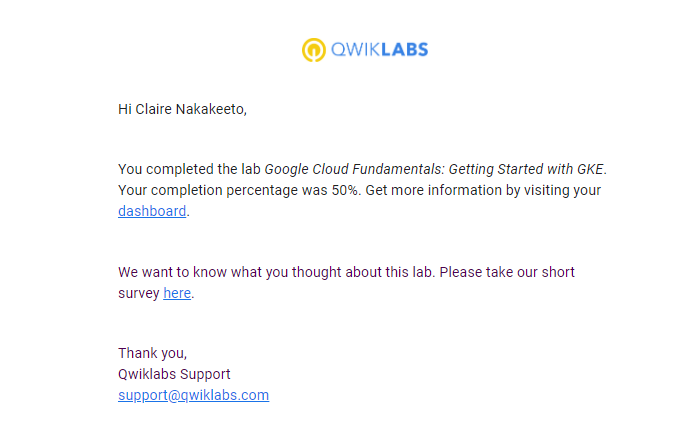 QWIKLABS
Hi Claire Nakakeeto,
You completed the lab Google Cloud Fundamentals: Getting Started with GKE.
Your completion percentage was 50%. Get more information by visiting your
dashboard.
We want to know what you thought about this lab. Please take our short
survey here.
Thank you,
Qwiklabs Support
support@qwiklabs.com